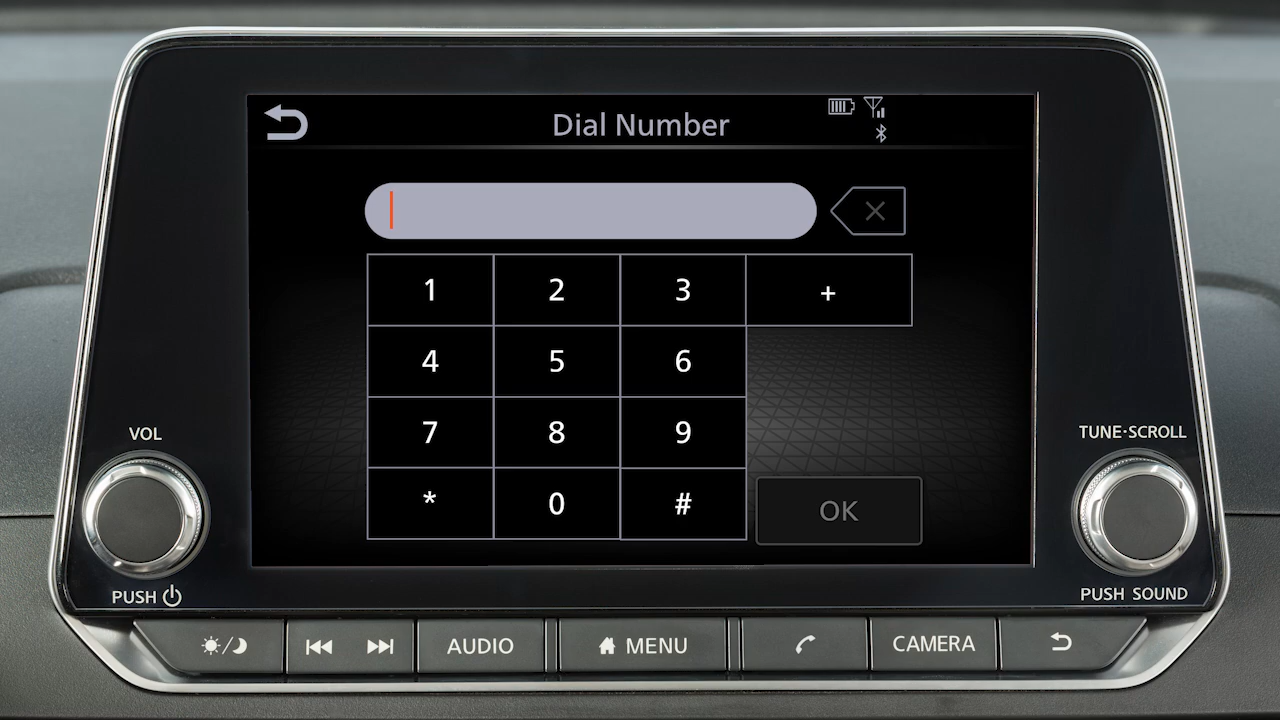 Dial Number
1 2 3 +
4 5 6
7 8 9
* 0 #
OK
VOL
TUNE·SCROLL
PUSH
PUSH SOUND
AUDIO
MENU
CAMERA